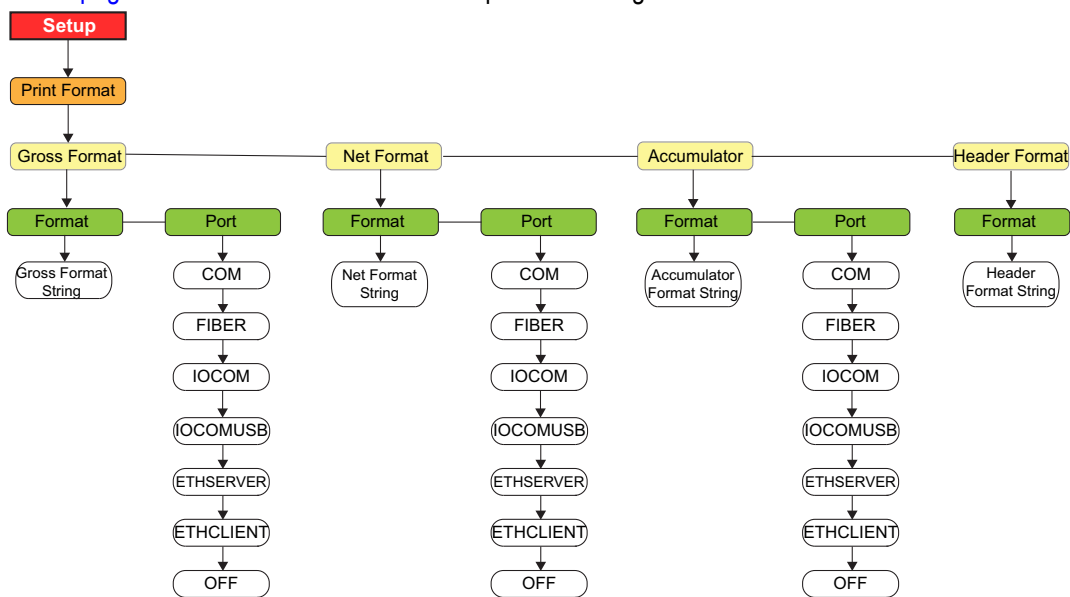 Setup
Print Format
Gross Format
Net Format
Accumulator
Header Format
Format
Port
Format
Port
Format
Port
Format
Gross Format
String
COM
FIBER
IOCOM
IOCOMUSB
ETHSERVER
ETHCLIENT
OFF
Net Format
String
COM
FIBER
IOCOM
IOCOMUSB
ETHSERVER
ETHCLIENT
OFF
Accumulator
Format String
COM
FIBER
IOCOM
IOCOMUSB
ETHSERVER
ETHCLIENT
OFF
Header
Format String